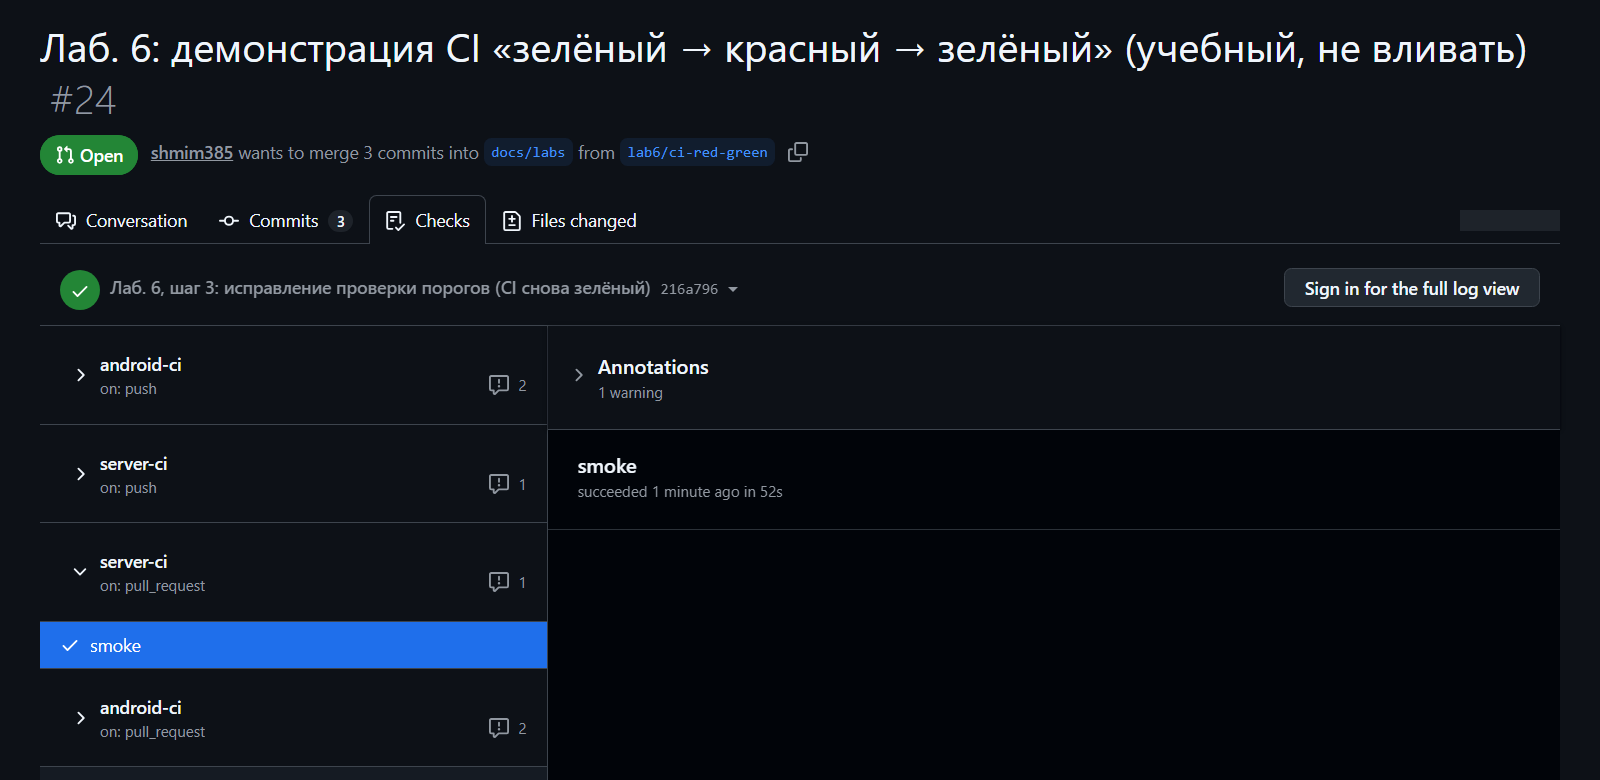 Лаб. 6: демонстрация CI «зелёный → красный → зелёный» (учебный, не вливать)
#24
Open shmim385 wants to merge 3 commits into docs/labs from lab6/ci-red-green
Conversation Commits 3 Checks Files changed
Лаб. 6, шаг 3: исправление проверки порогов (CI снова зелёный) 216a796 Sign in for the full log view
android-ci
on: push
2
server-ci
on: push
1
server-ci
on: pull_request
1
smoke
android-ci
on: pull_request
2
Annotations
1 warning
smoke
succeeded 1 minute ago in 52s